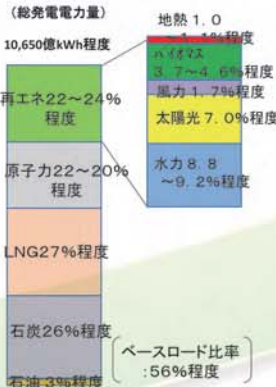 （総発電電力量）
10,650億kWh程度
再エネ22～24%
程度
原子力22～20%
程度
LNG27%程度
石炭26%程度
石油3%程度
地熱1.0
～1.1%程度
バイオマス
3.7～4.6%程度
風力1.7%程度
太陽光7.0%程度
水力8.8
～9.2%程度
ベースロード比率
:56%程度